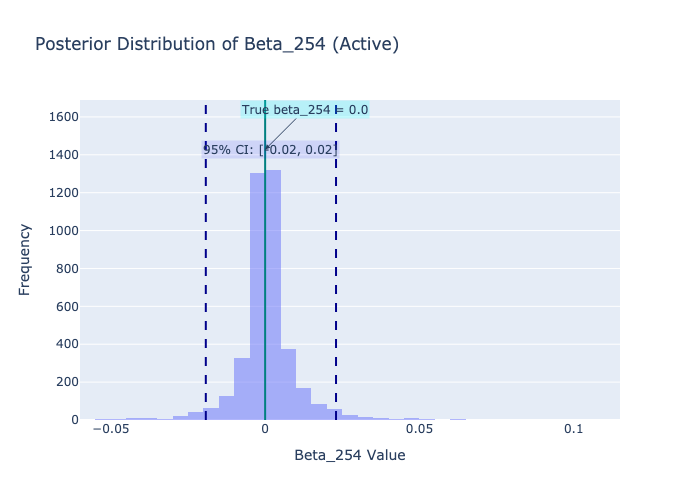 Posterior Distribution of Beta_254 (Active)
True beta_254 = 0.0
95% CI: [-0.02, 0.02]
1600
1400
1200
1000
800
600
400
200
0
Frequency
−0.05
0
0.05
0.1
Beta_254 Value